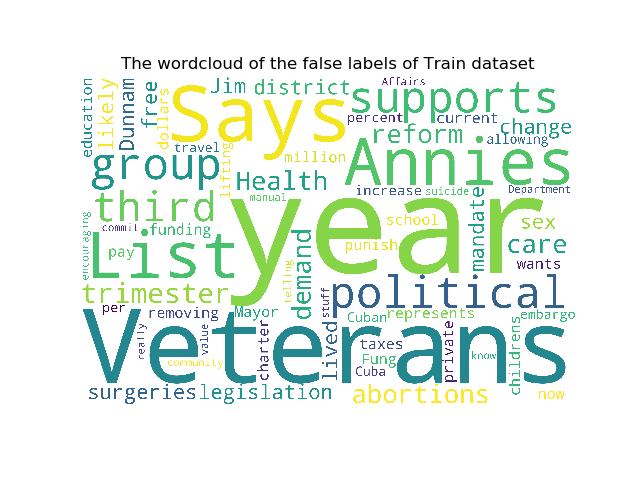 The wordcloud of the false labels of Train dataset
education
likely
Dunnam
free
dollars
Says
Jim
district
Affairs
supports
percent
current
change
reform
allowing
travel
lifting
million
group
Annies
Health
increase
suicide
Department
manual
third
year
mandate
school
sex
commit
funding
encouraging
List
pay
punish
care
wants
demand
telling
trimester
stuff
political
per
removing
Mayor
Cuban
represents
embargo
Veterans
really
value
charter
lived
taxes
Fung
Cuba
private
know
childrens
community
surgeries
legislation
abortions
now